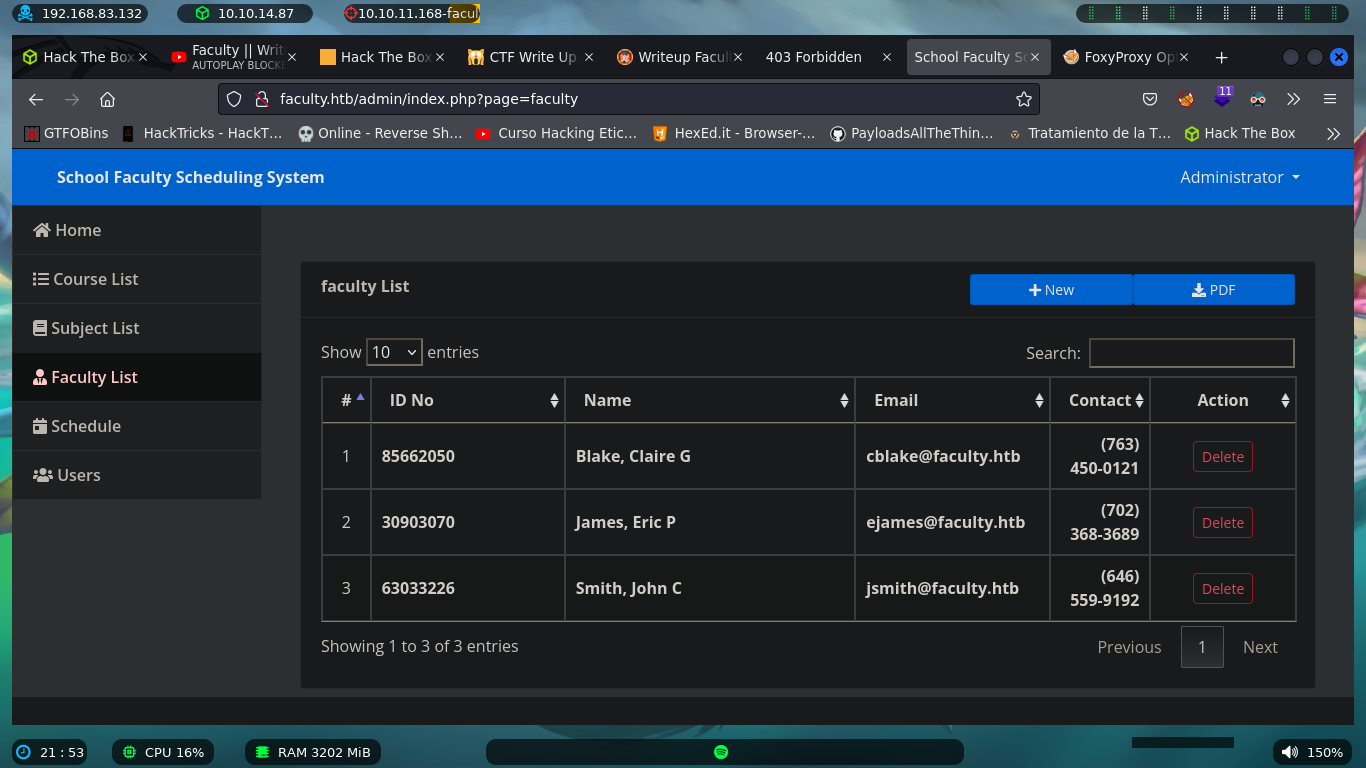 192.168.83.132 10.10.14.87 10.10.11.168-facul
Hack The Box Faculty || Writ Hack The Box CTF Write Up Writeup Facul 403 Forbidden School Faculty Sc FoxyProxy Op
AUTOPLAY BLOCKE
faculty.htb/admin/index.php?page=faculty 11
GTFOBins HackTricks - HackT... Online - Reverse Sh... Curso Hacking Etic... HexEd.it - Browser-... PayloadsAllTheThin... Tratamiento de la T... Hack The Box
School Faculty Scheduling System Administrator
Home
Course List
Subject List
Faculty List
Schedule
Users
faculty List New PDF
Show 10 entries Search:
# ID No Name Email Contact Action
1 85662050 Blake, Claire G cblake@faculty.htb (763) 450-0121 Delete
2 30903070 James, Eric P ejames@faculty.htb (702) 368-3689 Delete
3 63033226 Smith, John C jsmith@faculty.htb (646) 559-9192 Delete
Showing 1 to 3 of 3 entries Previous 1 Next
21 : 53 CPU 16% RAM 3202 MiB 150%